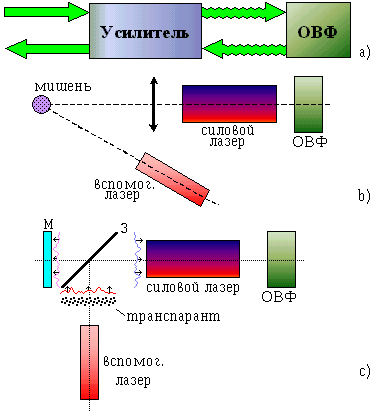 Усилитель
ОВФ
a)
мишень
силовой
лазер
ОВФ
вспомог.
лазер
b)
М
З
силовой лазер
ОВФ
транспарант
вспомог.
лазер
c)